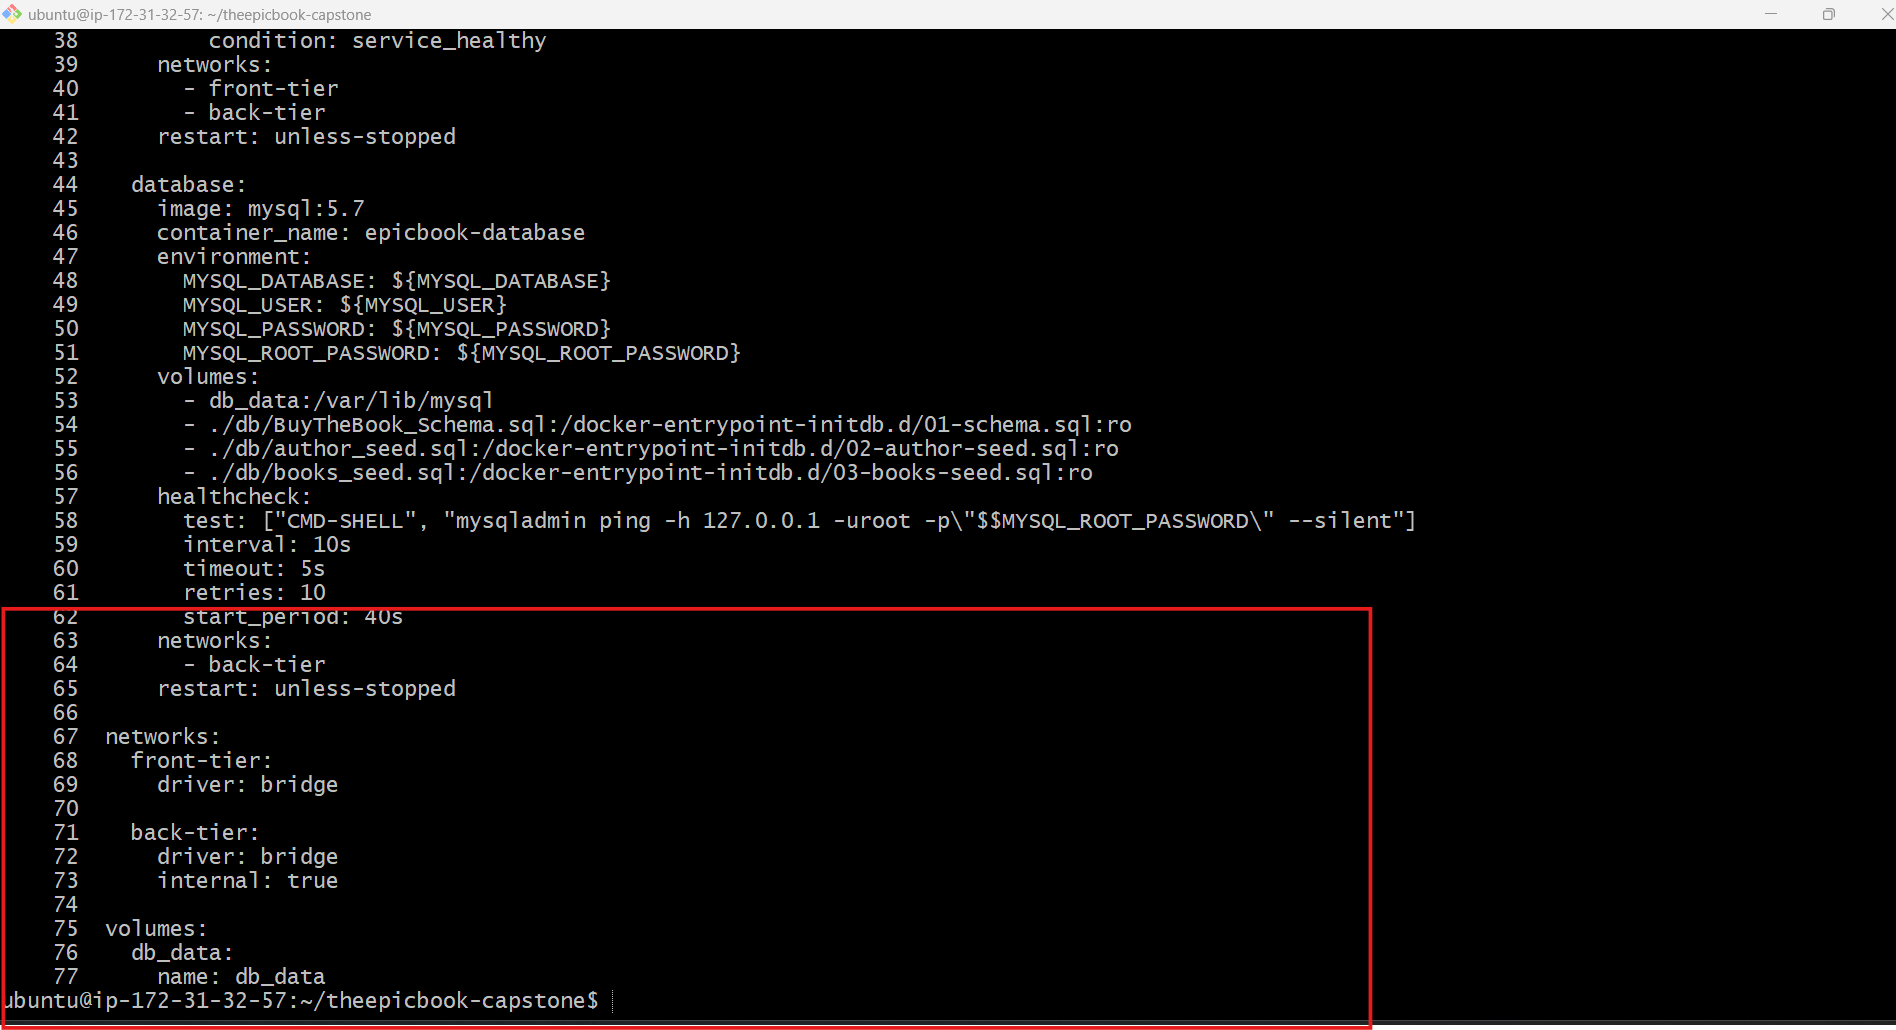 ubuntu@ip-172-31-32-57: ~/theepicbook-capstone
38          condition: service_healthy
39      networks:
40        - front-tier
41        - back-tier
42      restart: unless-stopped
43
44    database:
45      image: mysql:5.7
46      container_name: epicbook-database
47      environment:
48        MYSQL_DATABASE: ${MYSQL_DATABASE}
49        MYSQL_USER: ${MYSQL_USER}
50        MYSQL_PASSWORD: ${MYSQL_PASSWORD}
51        MYSQL_ROOT_PASSWORD: ${MYSQL_ROOT_PASSWORD}
52      volumes:
53        - db_data:/var/lib/mysql
54        - ./db/BuyTheBook_Schema.sql:/docker-entrypoint-initdb.d/01-schema.sql:ro
55        - ./db/author_seed.sql:/docker-entrypoint-initdb.d/02-author-seed.sql:ro
56        - ./db/books_seed.sql:/docker-entrypoint-initdb.d/03-books-seed.sql:ro
57      healthcheck:
58        test: ["CMD-SHELL", "mysqladmin ping -h 127.0.0.1 -uroot -p\"$$MYSQL_ROOT_PASSWORD\" --silent"]
59        interval: 10s
60        timeout: 5s
61        retries: 10
62        start_period: 40s
63      networks:
64        - back-tier
65      restart: unless-stopped
66
67  networks:
68    front-tier:
69      driver: bridge
70
71    back-tier:
72      driver: bridge
73      internal: true
74
75  volumes:
76    db_data:
77      name: db_data
ubuntu@ip-172-31-32-57:~/theepicbook-capstone$